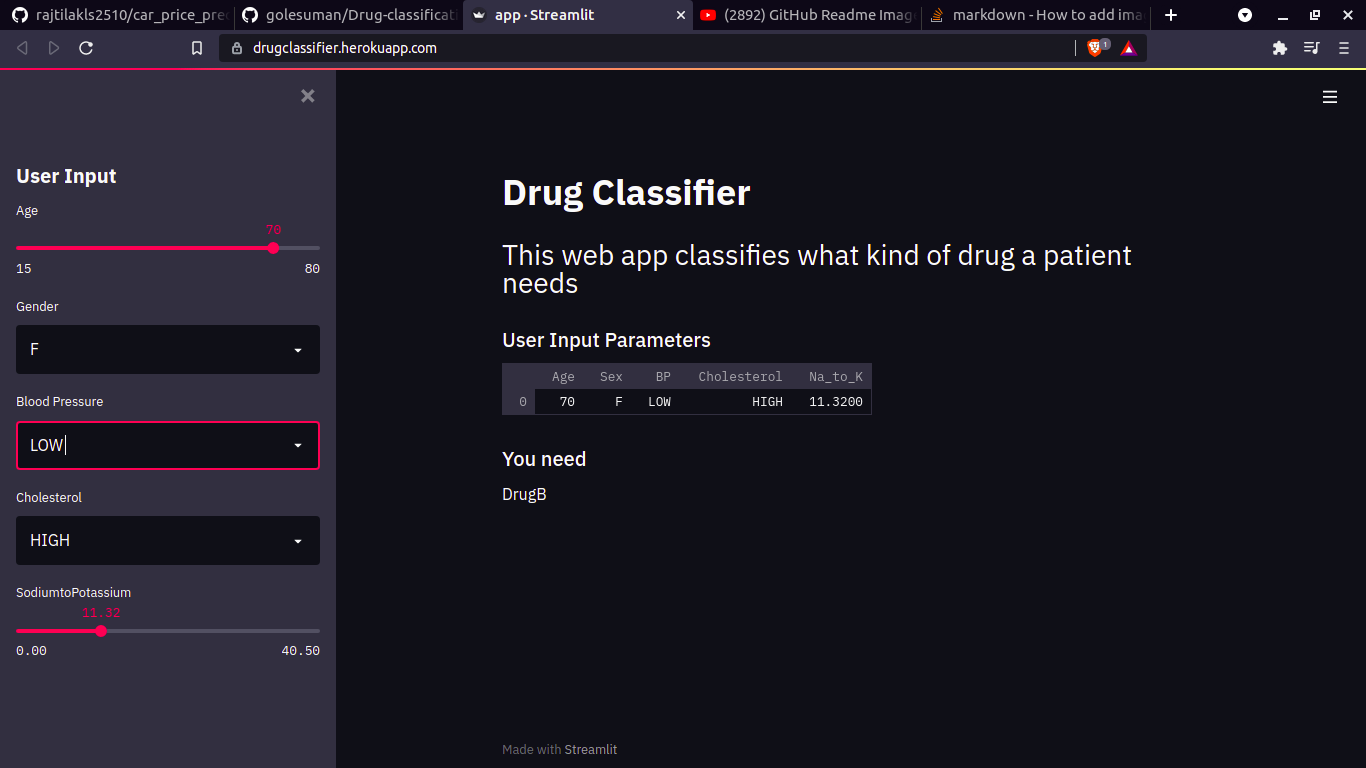 rajtilakls2510/car_price_pre
golesuman/Drug-classificati
app · Streamlit
(2892) GitHub Readme Image
markdown - How to add ima
drugclassifier.herokuapp.com
1
User Input
Age
70
15
80
Gender
F
Blood Pressure
LOW
Cholesterol
HIGH
SodiumtoPotassium
11.32
0.00
40.50
Drug Classifier
This web app classifies what kind of drug a patient
needs
User Input Parameters
Age Sex BP Cholesterol Na_to_K
0 70 F LOW HIGH 11.3200
You need
DrugB
Made with Streamlit